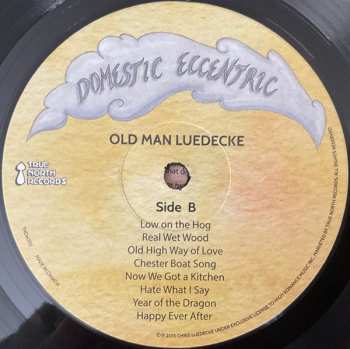 DOMESTIC ECCENTRIC
OLD MAN LUEDECKE
TRUE
NORTH
RECORDS
Side B
Low on the Hog
Real Wet Wood
Old High Way of Love
Chester Boat Song
Now We Got a Kitchen
Hate What I Say
Year of the Dragon
Happy Ever After